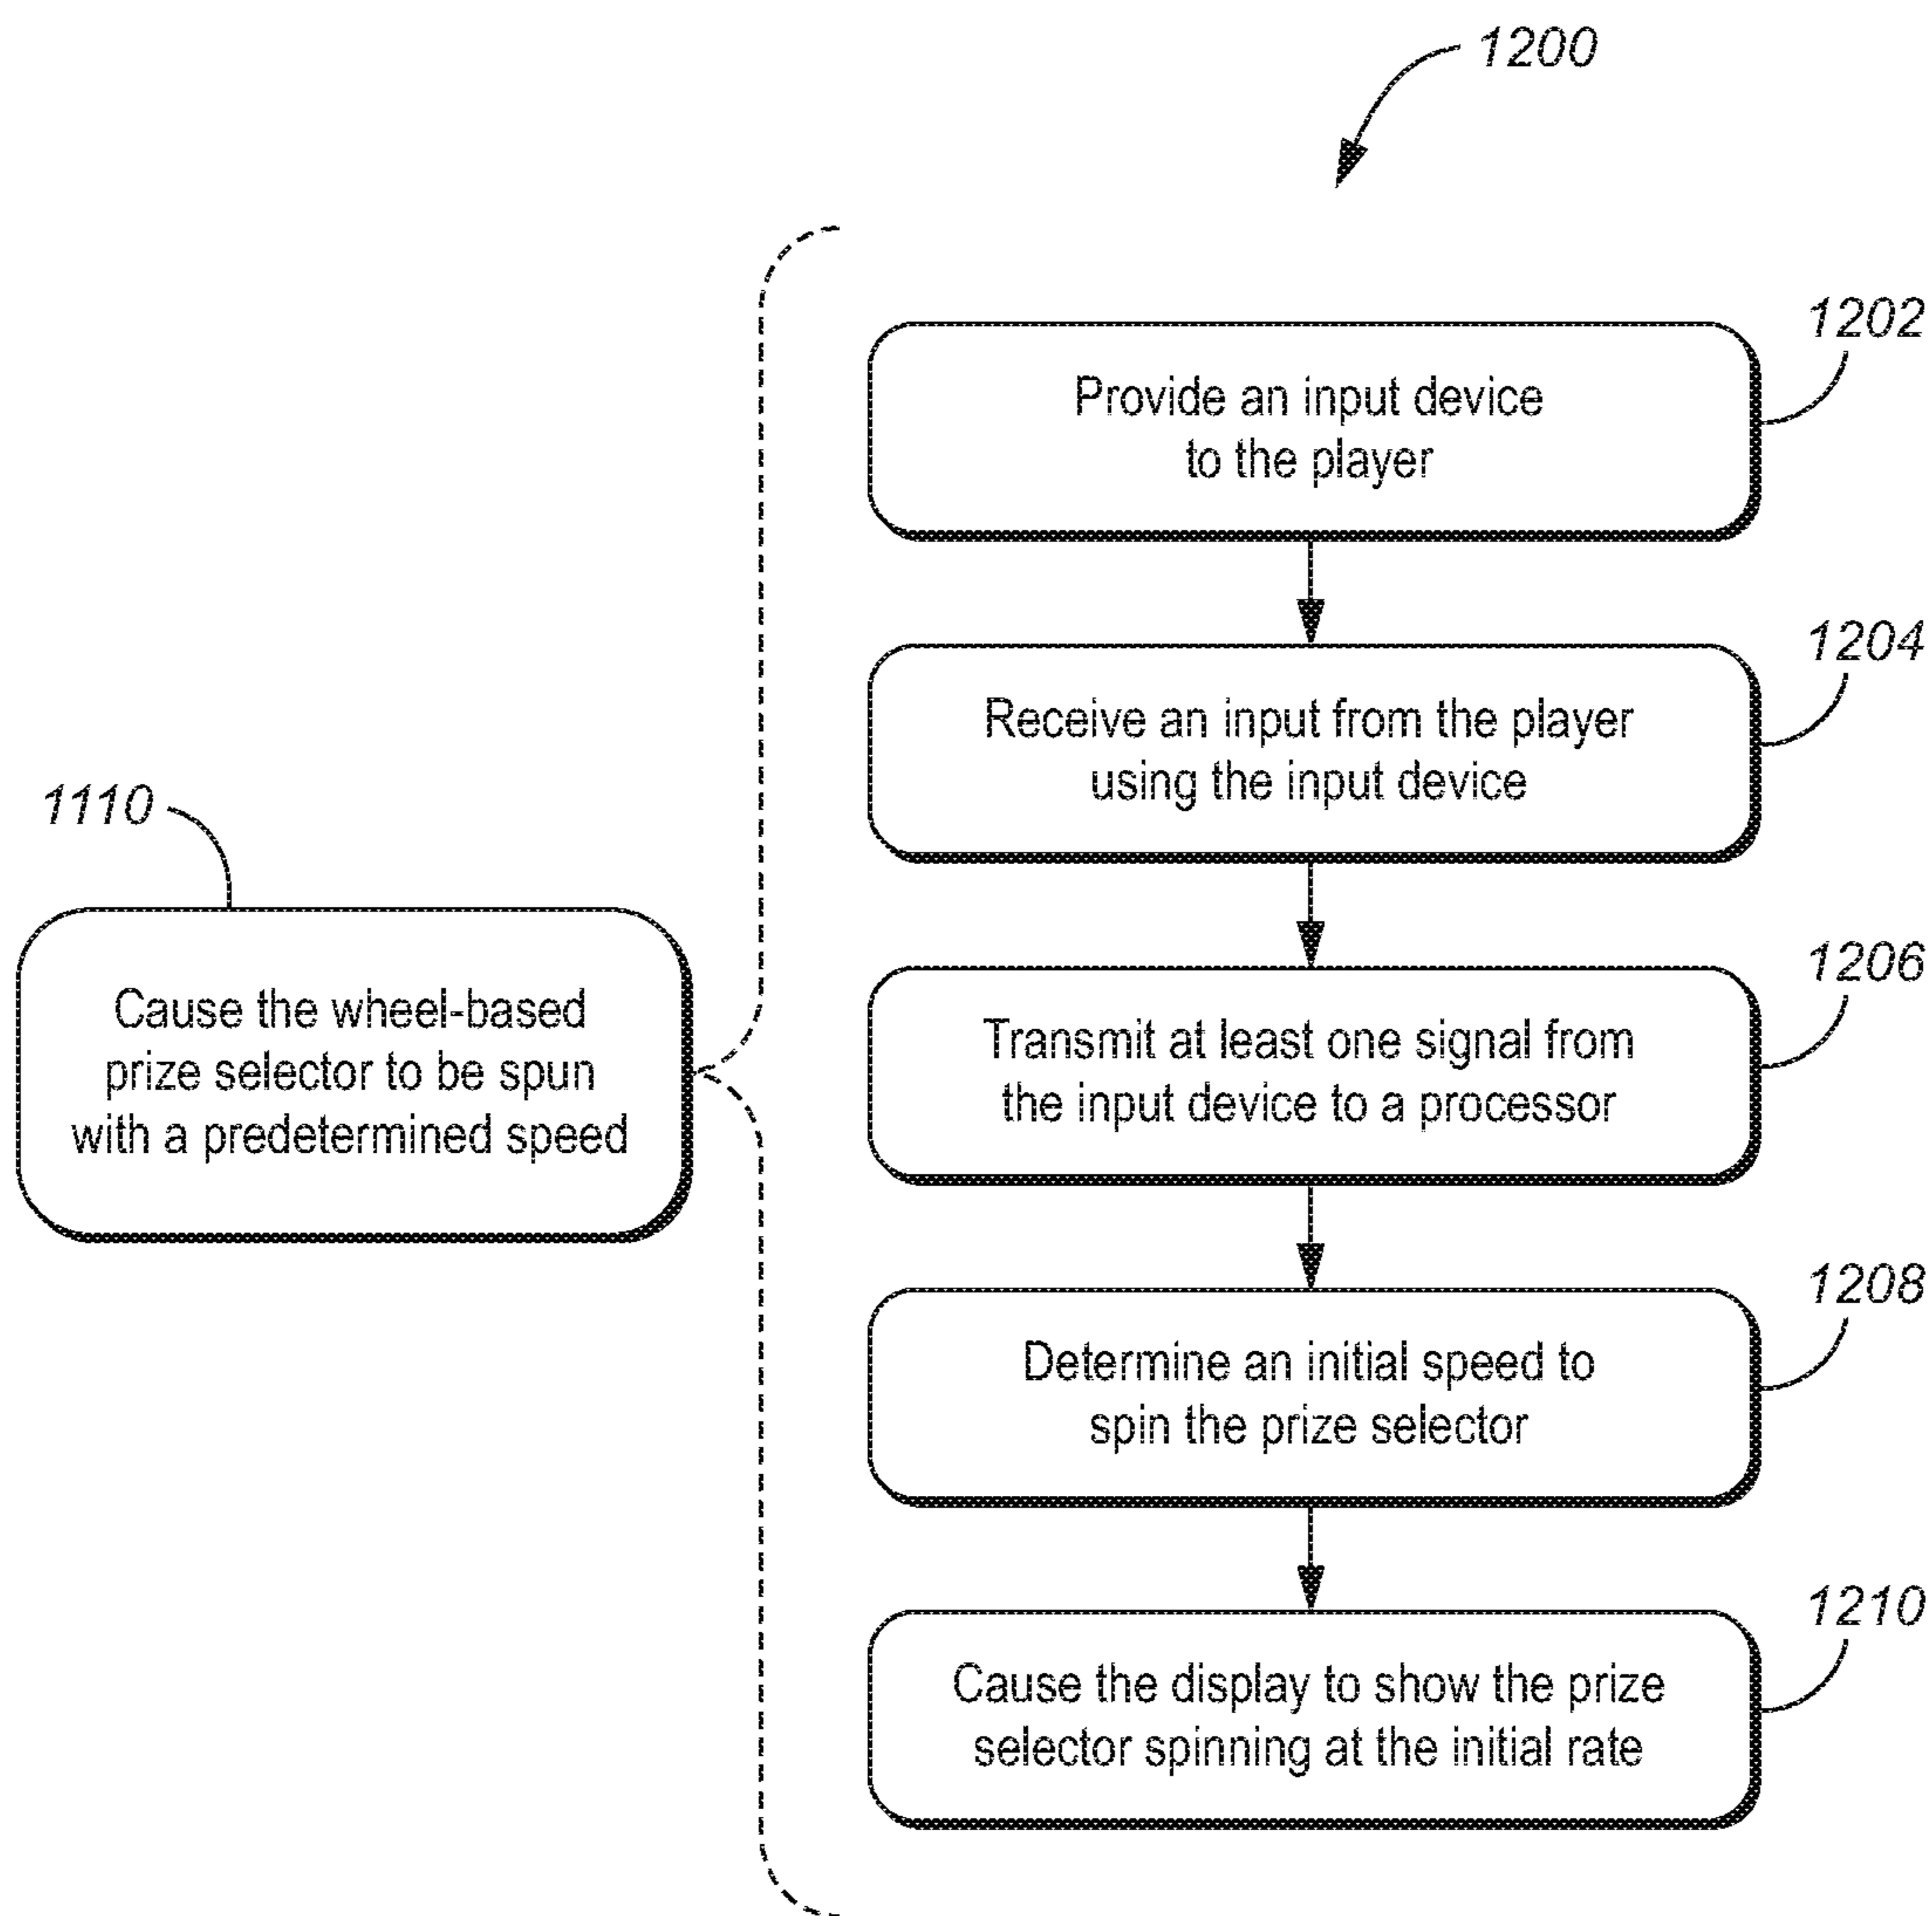 1200
1202
Provide an input device
to the player
1204
Receive an input from the player
using the input device
1110
Cause the wheel-based
prize selector to be spun
with a predetermined speed
1206
Transmit at least one signal from
the input device to a processor
1208
Determine an initial speed to
spin the prize selector
1210
Cause the display to show the prize
selector spinning at the initial rate